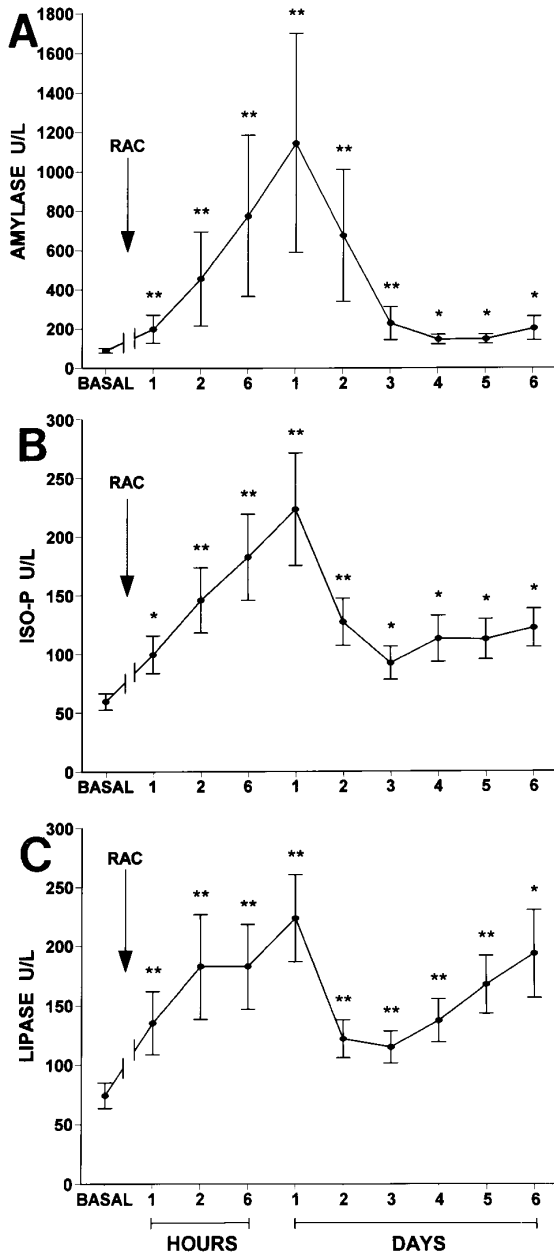 A
AMYLASE U/L
1800
1600
1400
1200
1000
800
600
400
200
0
RAC
** ** ** ** ** ** * * *
BASAL 1 2 6 1 2 3 4 5 6
B
ISO-P U/L
300
250
200
150
100
50
0
RAC
* ** ** ** ** * * * *
BASAL 1 2 6 1 2 3 4 5 6
C
LIPASE U/L
300
250
200
150
100
50
0
RAC
** ** ** ** ** ** ** ** *
BASAL 1 2 6 1 2 3 4 5 6
HOURS DAYS